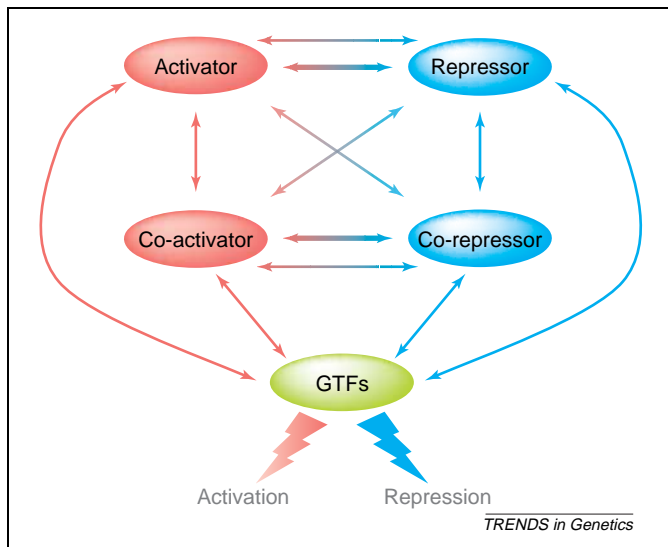 Activator
Repressor
Co-activator
Co-repressor
GTFs
Activation
Repression
TRENDS in Genetics